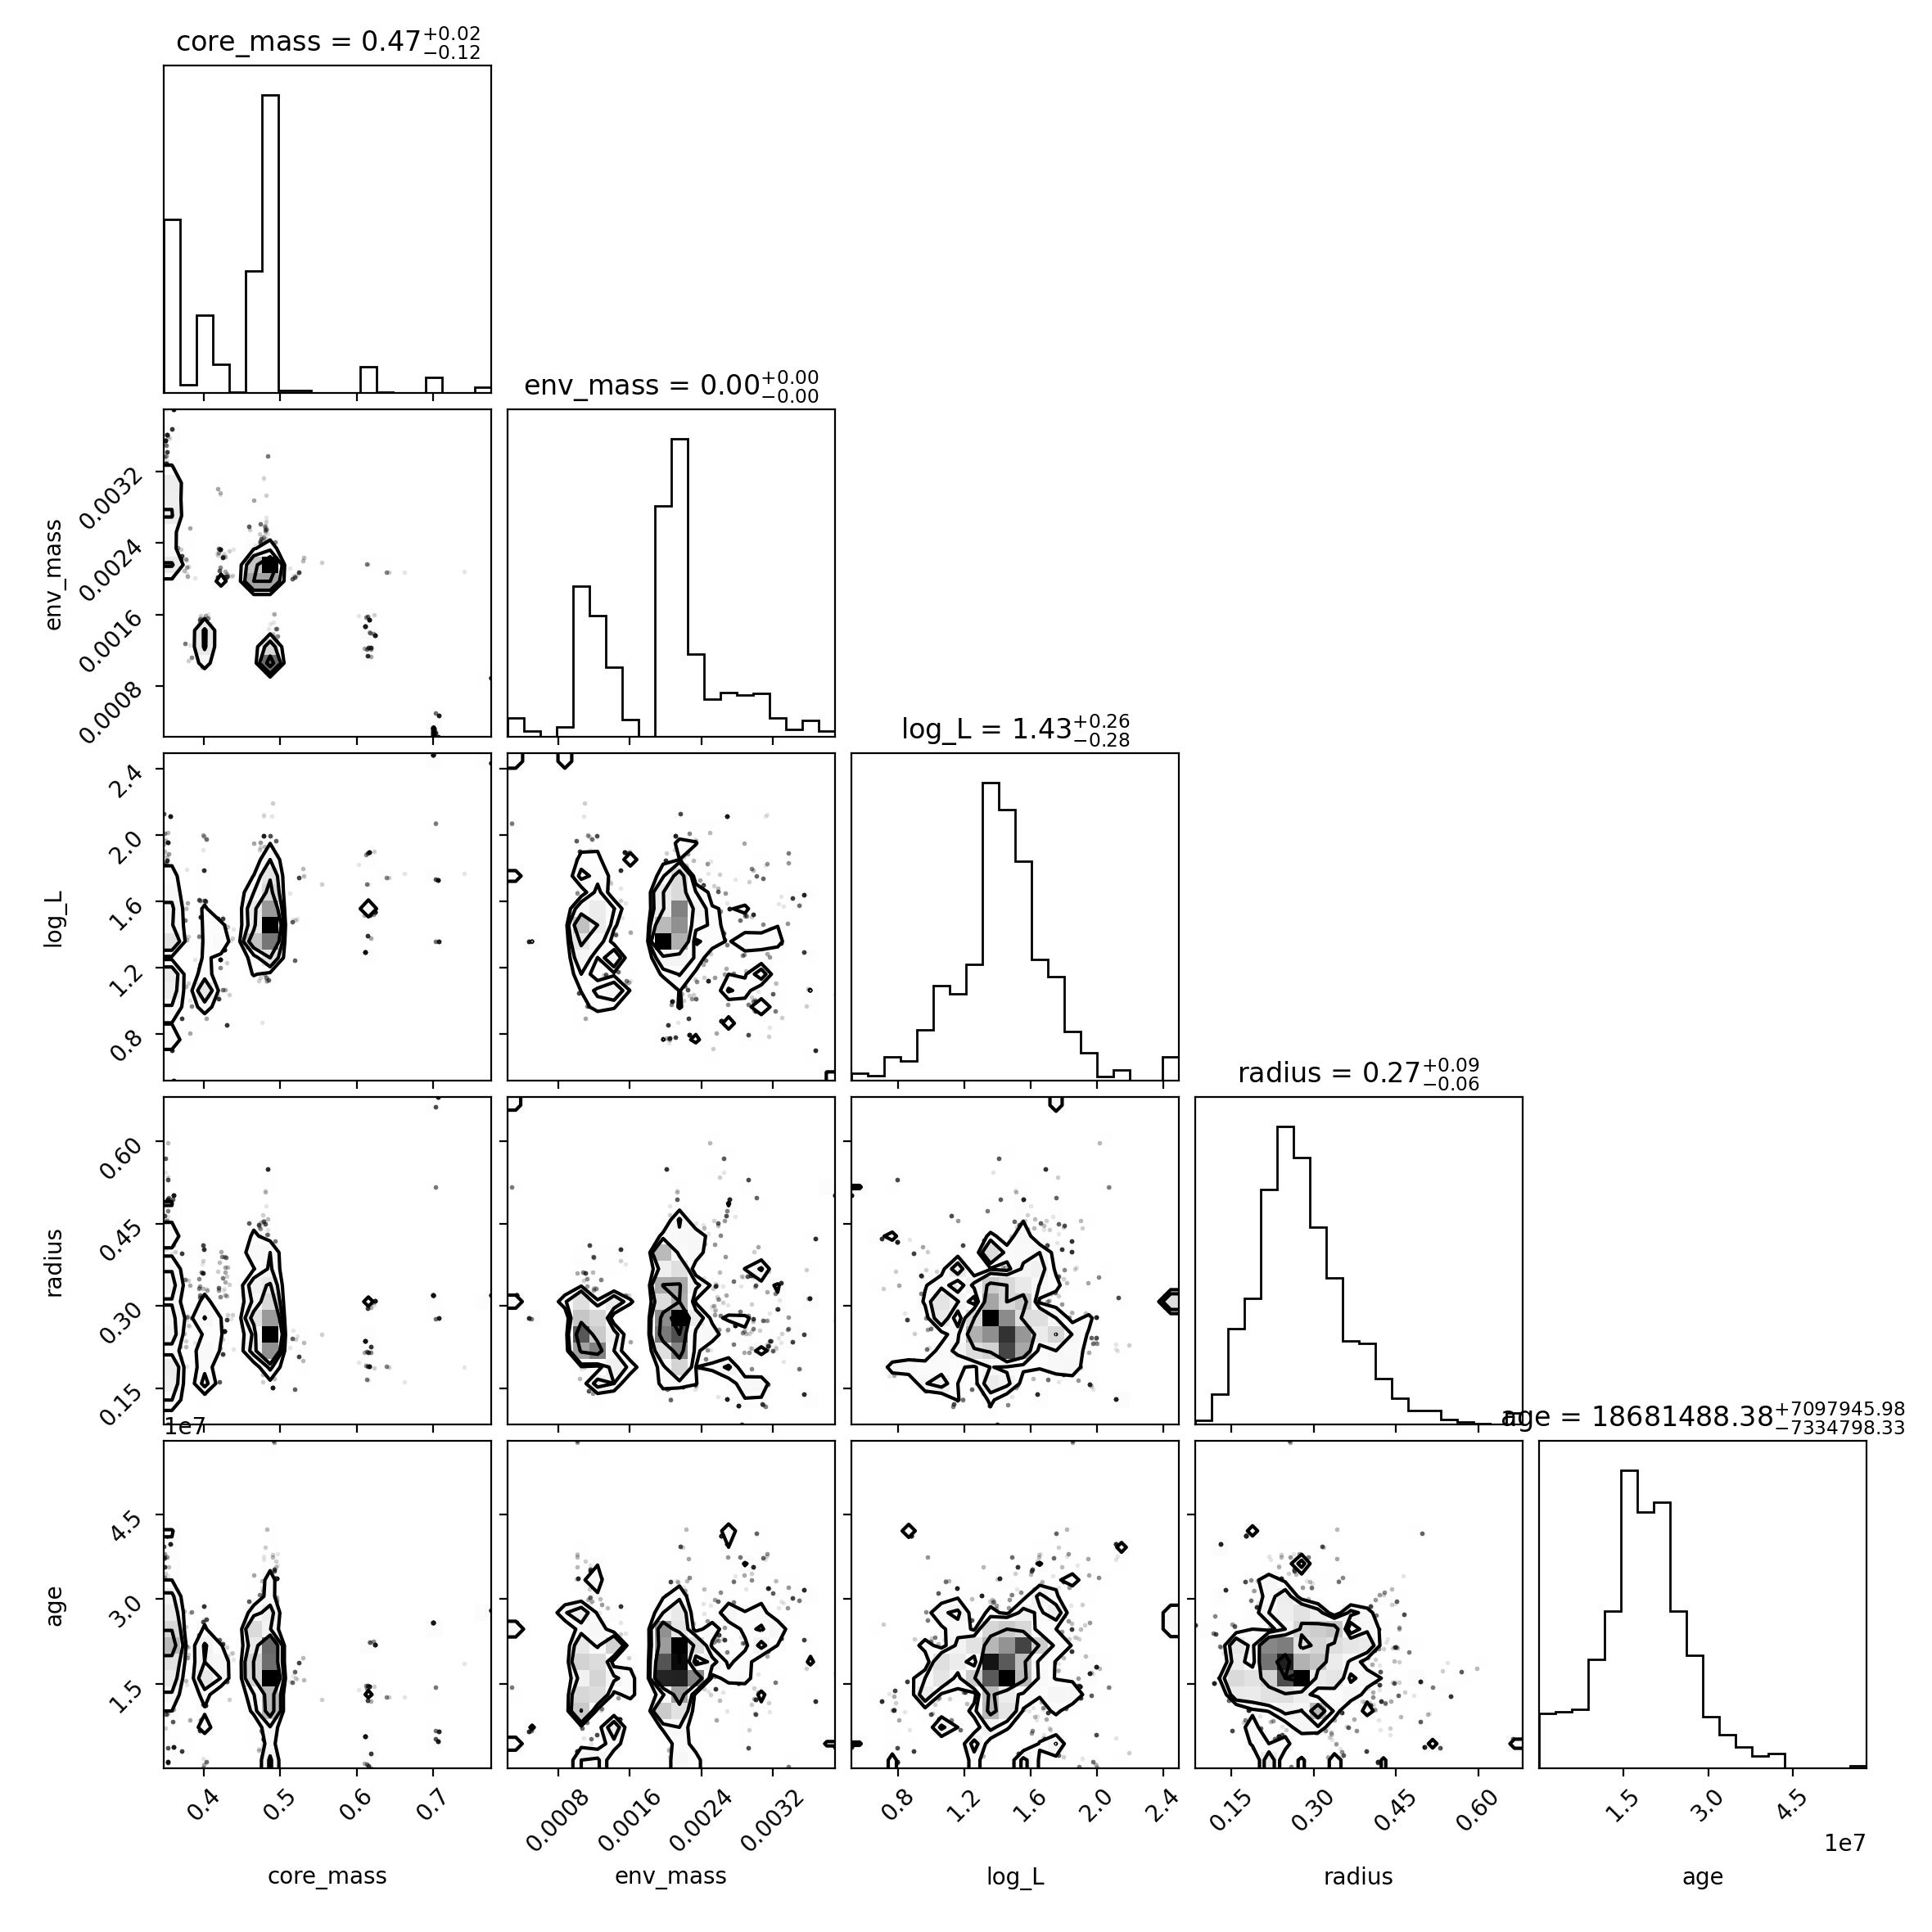 core_mass = 0.47+0.02−0.12
env_mass = 0.00+0.00−0.00
0.0032
0.0024
0.0016
0.0008
env_mass
log_L = 1.43+0.26−0.28
2.4
2.0
1.6
1.2
0.8
log_L
radius = 0.27+0.09−0.06
0.60
0.45
0.30
0.15
radius
1e7
age = 18681488.38+7097945.98−7334798.33
4.5
3.0
1.5
age
0.4 0.5 0.6 0.7 0.0008 0.0016 0.0024 0.0032 0.8 1.2 1.6 2.0 2.4 0.15 0.30 0.45 0.60 1.5 3.0 4.5
1e7
core_mass env_mass log_L radius age